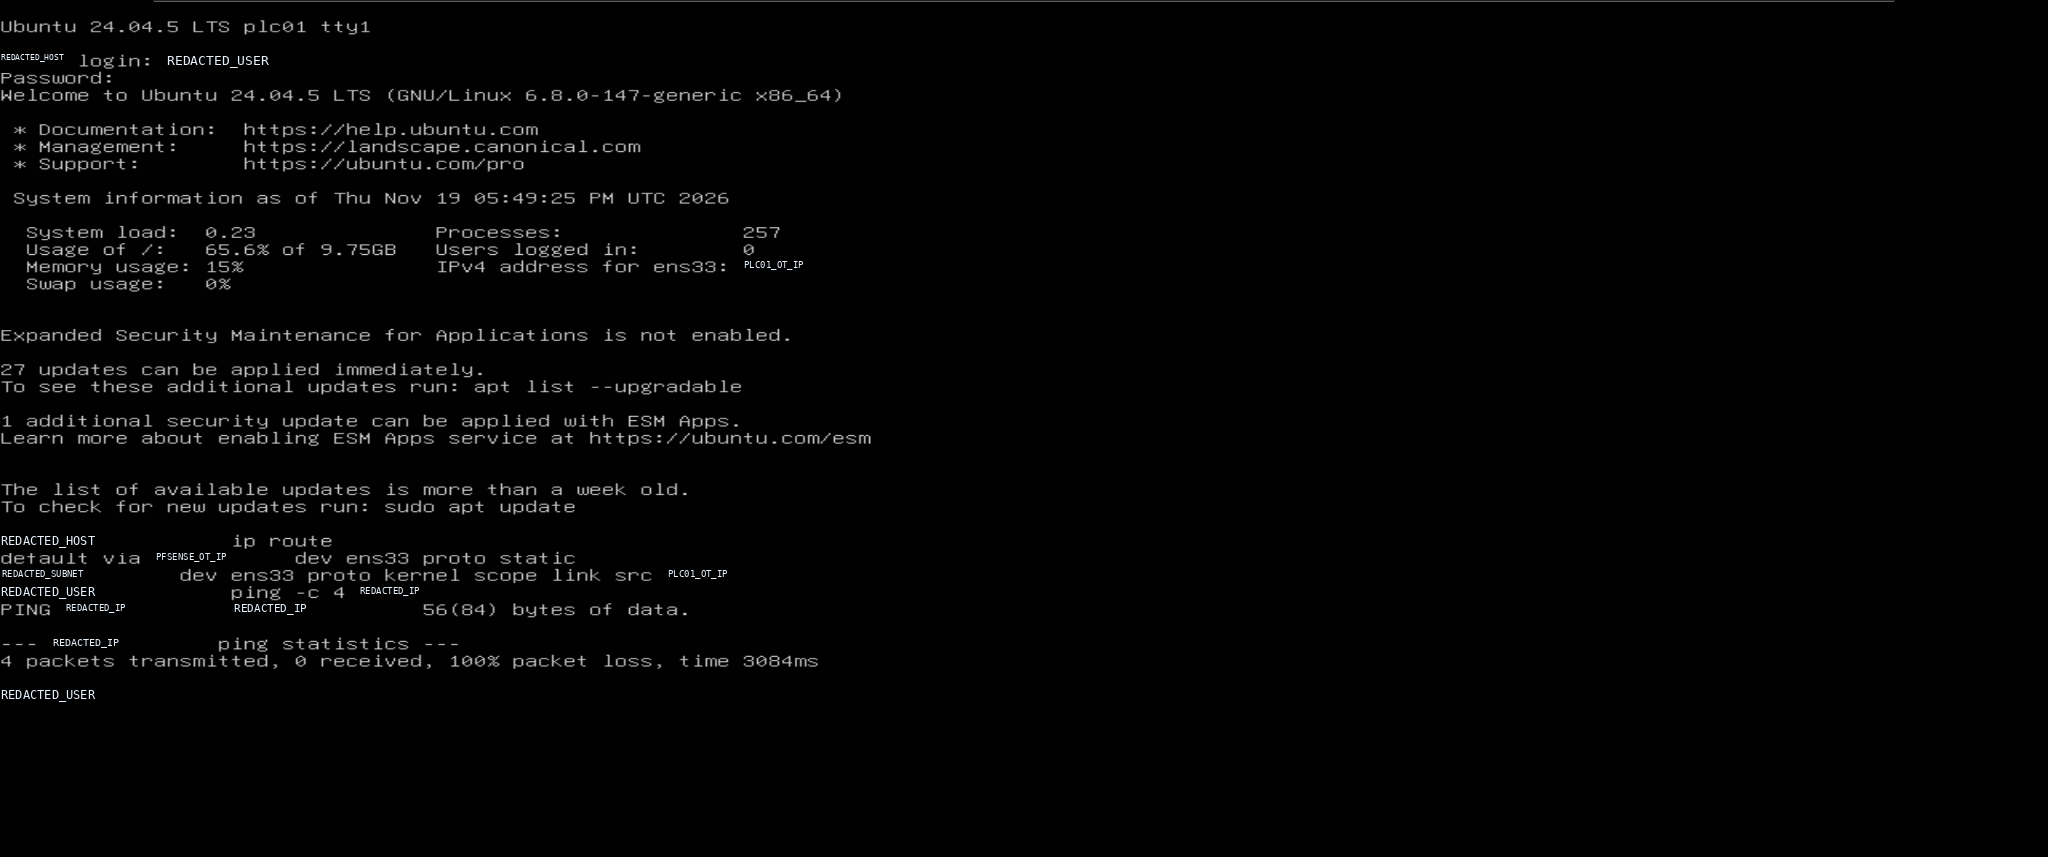 Ubuntu 24.04.5 LTS plc01 tty1
REDACTED_HOST login: REDACTED_USER
Password:
Welcome to Ubuntu 24.04.5 LTS (GNU/Linux 6.8.0-147-generic x86_64)
* Documentation: https://help.ubuntu.com
* Management: https://landscape.canonical.com
* Support: https://ubuntu.com/pro
System information as of Thu Nov 19 05:49:25 PM UTC 2026
System load: 0.23 Processes: 257
Usage of /: 65.6% of 9.75GB Users logged in: 0
Memory usage: 15% IPv4 address for ens33: PLC01_OT_IP
Swap usage: 0%
Expanded Security Maintenance for Applications is not enabled.
27 updates can be applied immediately.
To see these additional updates run: apt list --upgradable
1 additional security update can be applied with ESM Apps.
Learn more about enabling ESM Apps service at https://ubuntu.com/esm
The list of available updates is more than a week old.
To check for new updates run: sudo apt update
REDACTED_HOST ip route
default via PFSENSE_OT_IP dev ens33 proto static
REDACTED_SUBNET dev ens33 proto kernel scope link src PLC01_OT_IP
REDACTED_USER ping -c 4 REDACTED_IP
PING REDACTED_IP REDACTED_IP 56(84) bytes of data.
--- REDACTED_IP ping statistics ---
4 packets transmitted, 0 received, 100% packet loss, time 3084ms
REDACTED_USER